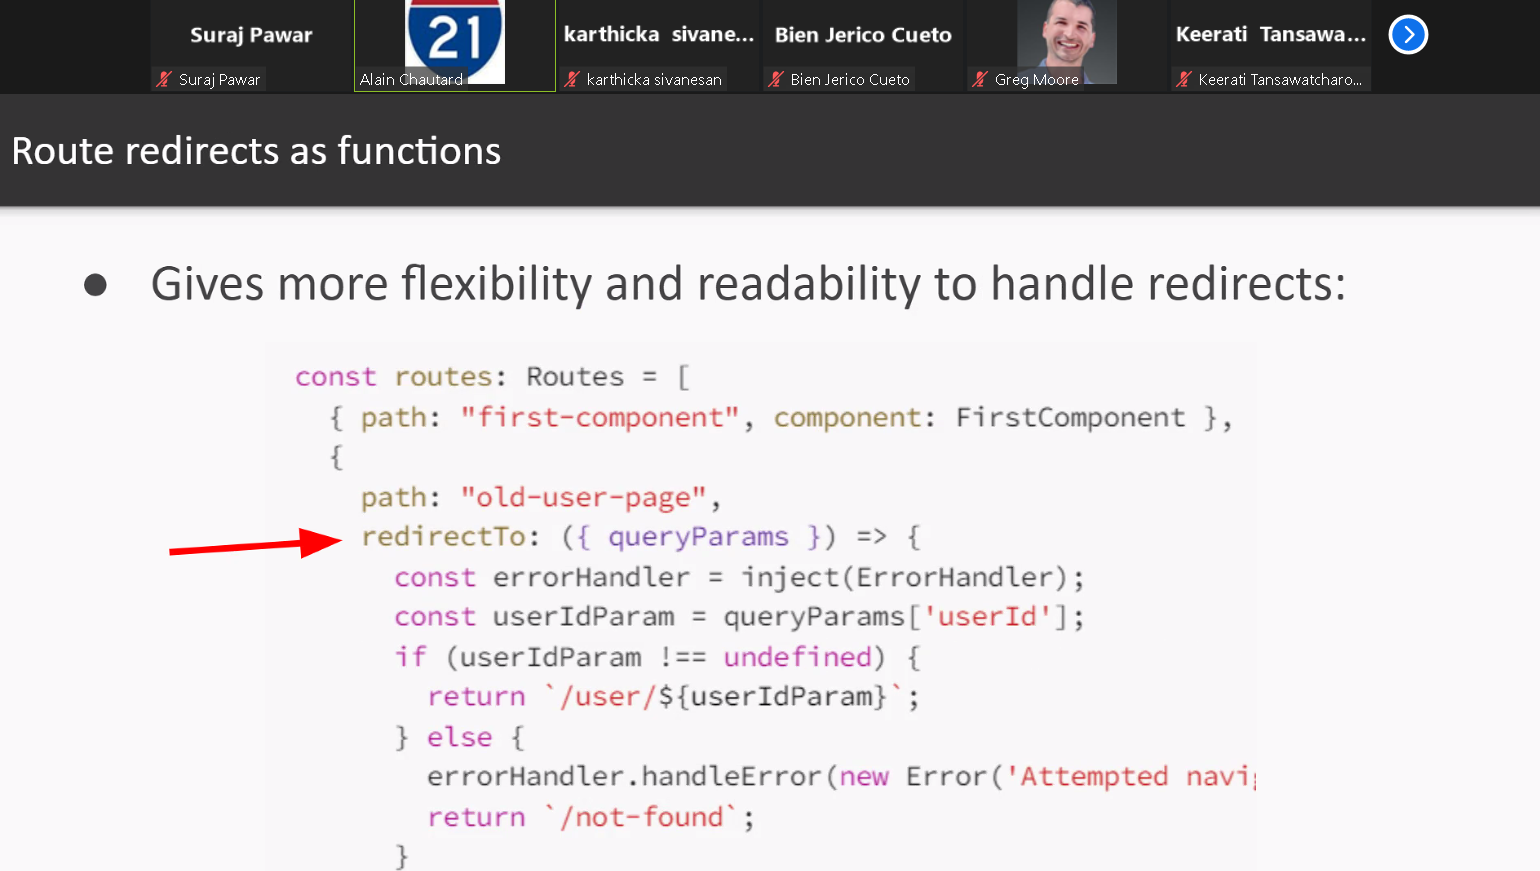 Suraj Pawar
21
karthicka sivane...
Bien Jerico Cueto
Keerati Tansawa...
Suraj Pawar
Alain Chautard
karthicka sivanesan
Bien Jerico Cueto
Greg Moore
Keerati Tansawatcharo...
Route redirects as functions
● Gives more flexibility and readability to handle redirects:
const routes: Routes = [
{ path: "first-component", component: FirstComponent },
{
path: "old-user-page",
redirectTo: ({ queryParams }) => {
const errorHandler = inject(ErrorHandler);
const userIdParam = queryParams['userId'];
if (userIdParam !== undefined) {
return `/user/${userIdParam}`;
} else {
errorHandler.handleError(new Error('Attempted navi
return `/not-found`;
}